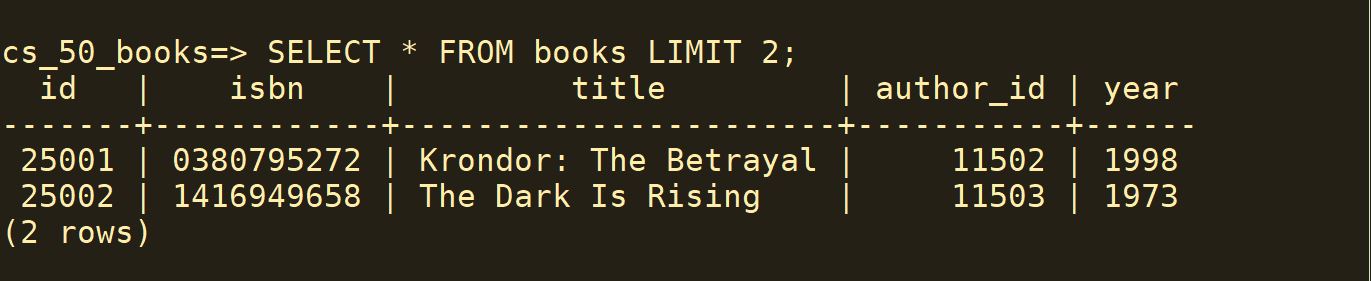 cs_50_books=> SELECT * FROM books LIMIT 2;
  id   |    isbn    |         title         | author_id | year
-------+------------+-----------------------+-----------+------
 25001 | 0380795272 | Krondor: The Betrayal |     11502 | 1998
 25002 | 1416949658 | The Dark Is Rising    |     11503 | 1973
(2 rows)